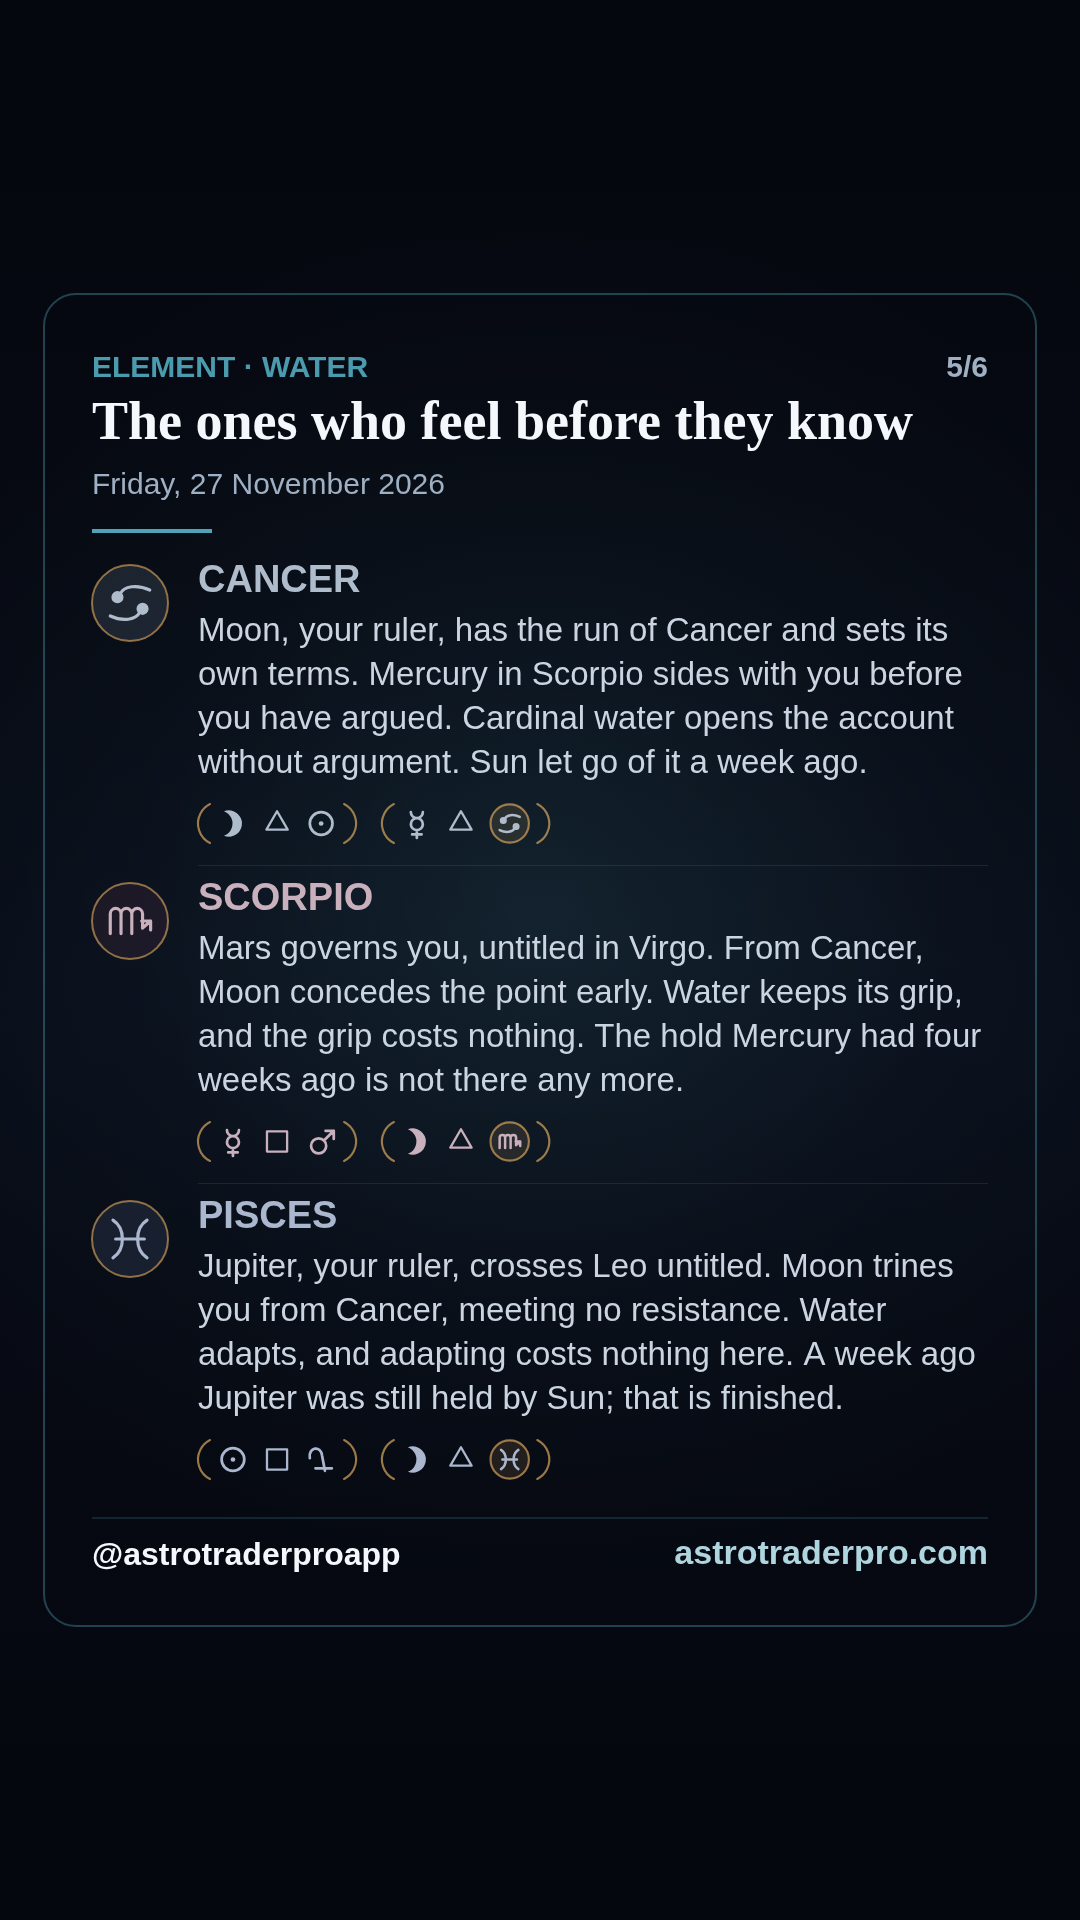 ELEMENT · WATER
5/6
The ones who feel before they know
Friday, 27 November 2026
CANCER
Moon, your ruler, has the run of Cancer and sets its
own terms. Mercury in Scorpio sides with you before
you have argued. Cardinal water opens the account
without argument. Sun let go of it a week ago.
SCORPIO
Mars governs you, untitled in Virgo. From Cancer,
Moon concedes the point early. Water keeps its grip,
and the grip costs nothing. The hold Mercury had four
weeks ago is not there any more.
PISCES
Jupiter, your ruler, crosses Leo untitled. Moon trines
you from Cancer, meeting no resistance. Water
adapts, and adapting costs nothing here. A week ago
Jupiter was still held by Sun; that is finished.
@astrotraderproapp
astrotraderpro.com